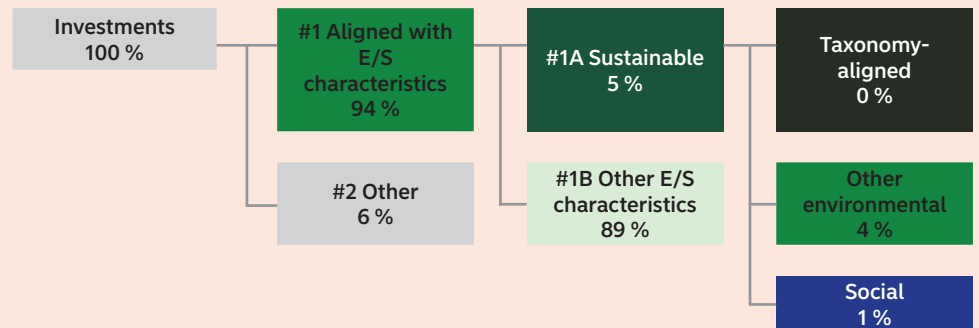 Investments
100 %
#1 Aligned with
E/S
characteristics
94 %
#2 Other
6 %
#1A Sustainable
5 %
#1B Other E/S
characteristics
89 %
Taxonomy-
aligned
0 %
Other
environmental
4 %
Social
1 %